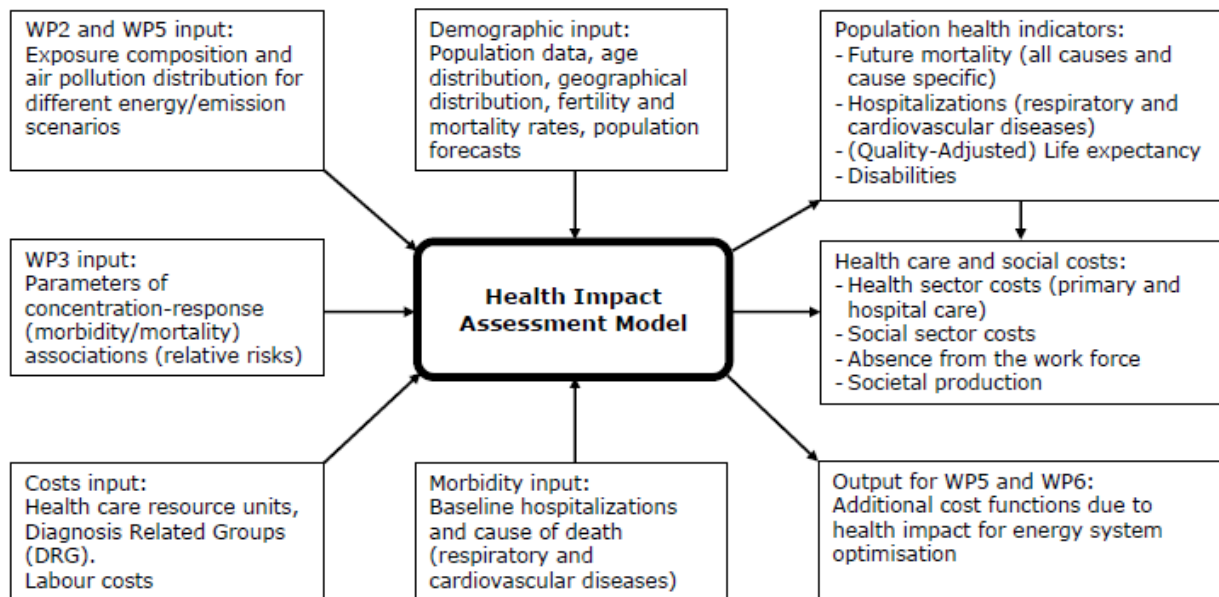 WP2 and WP5 input:
Exposure composition and
air pollution distribution for
different energy/emission
scenarios
Demographic input:
Population data, age
distribution, geographical
distribution, fertility and
mortality rates, population
forecasts
Population health indicators:
- Future mortality (all causes and
cause specific)
- Hospitalizations (respiratory and
cardiovascular diseases)
- (Quality-Adjusted) Life expectancy
- Disabilities
WP3 input:
Parameters of
concentration-response
(morbidity/mortality)
associations (relative risks)
Health Impact
Assessment Model
Health care and social costs:
- Health sector costs (primary and
hospital care)
- Social sector costs
- Absence from the work force
- Societal production
Costs input:
Health care resource units,
Diagnosis Related Groups
(DRG).
Labour costs
Morbidity input:
Baseline hospitalizations
and cause of death
(respiratory and
cardiovascular diseases)
Output for WP5 and WP6:
Additional cost functions due to
health impact for energy system
optimisation